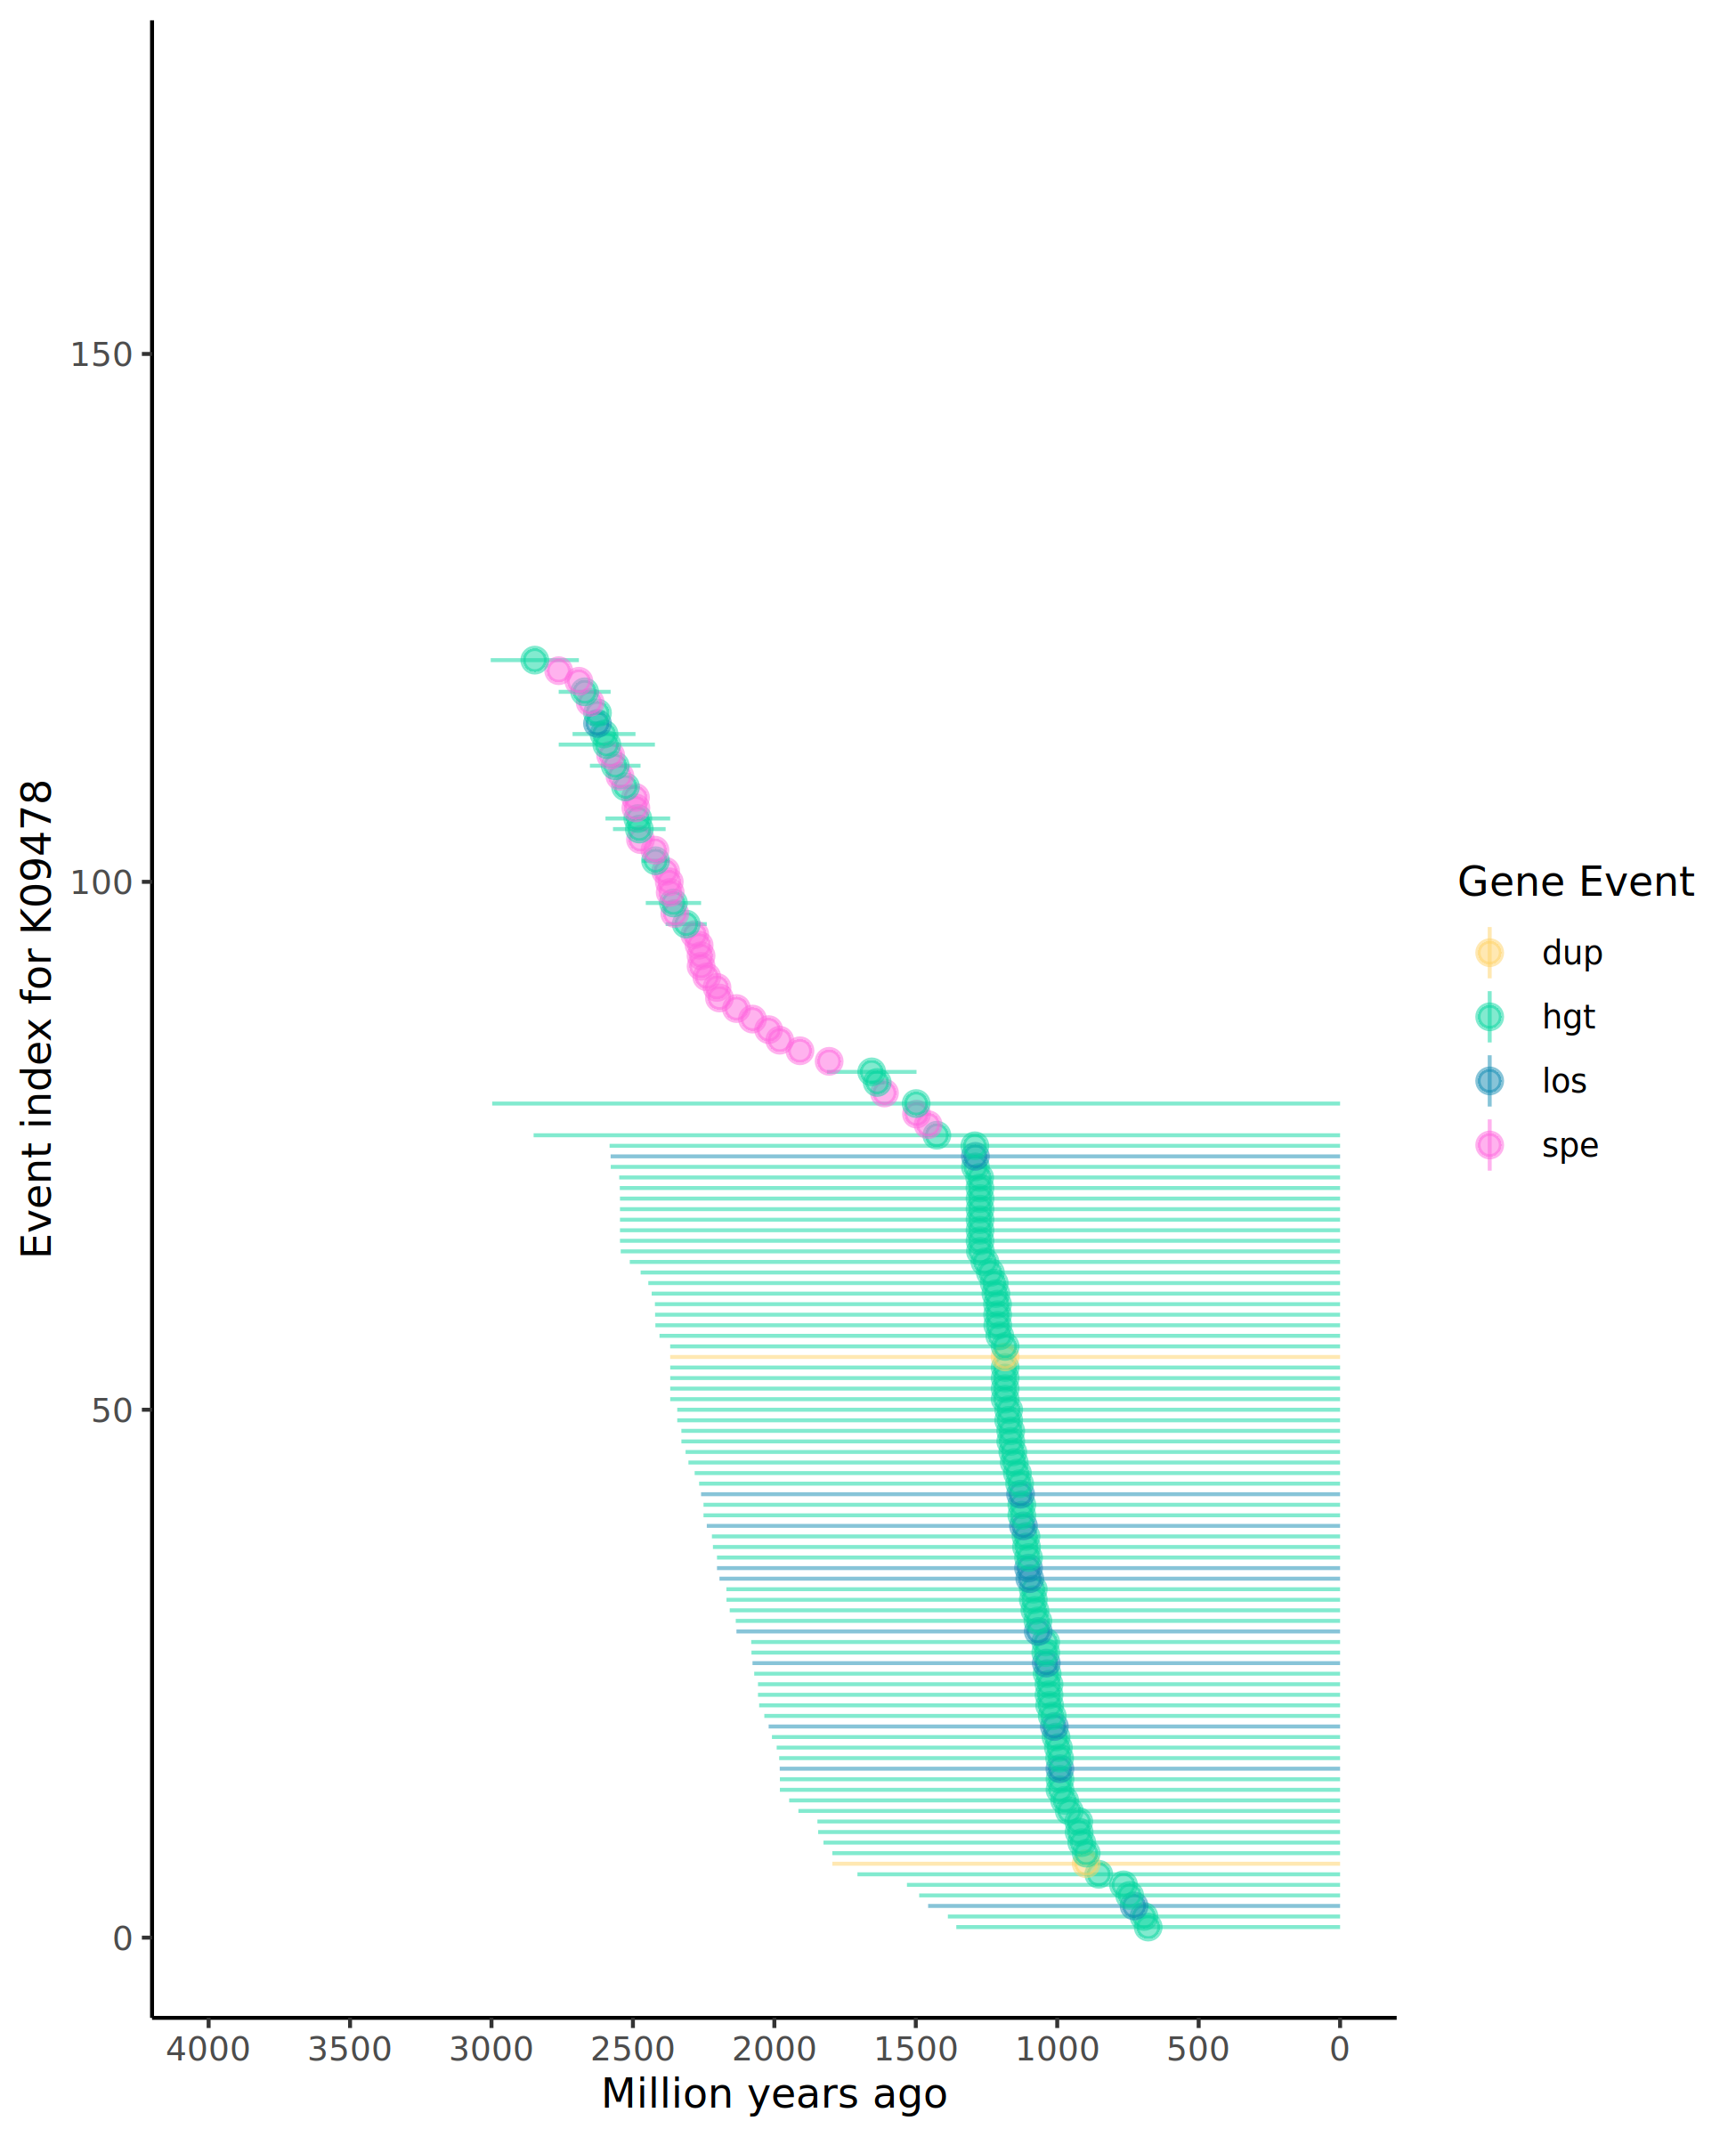 Event index for K09478
150
100
50
0
4000 3500 3000 2500 2000 1500 1000 500 0
Million years ago
Gene Event
dup
hgt
los
spe